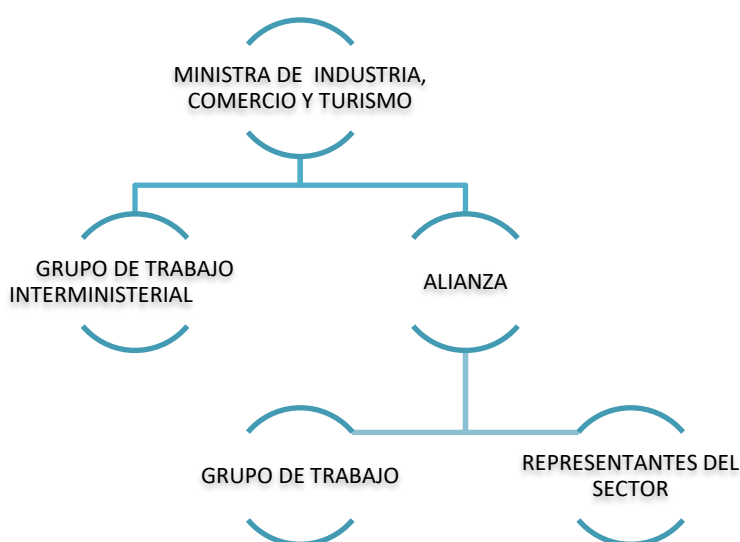 MINISTRA DE INDUSTRIA,
COMERCIO Y TURISMO
GRUPO DE TRABAJO
INTERMINISTERIAL
ALIANZA
GRUPO DE TRABAJO
REPRESENTANTES DEL
SECTOR